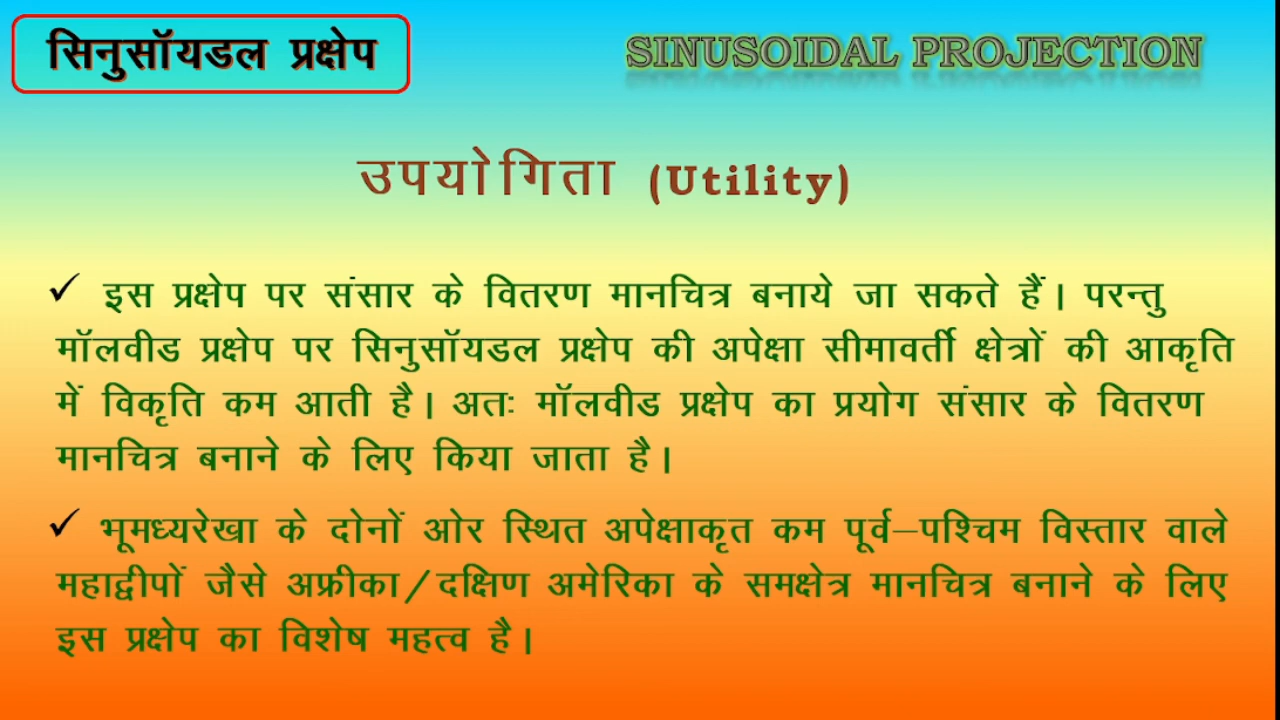 सिनुसॉयडल प्रक्षेप
SINUSOIDAL PROJECTION
उपयोगिता (Utility)
✓ इस प्रक्षेप पर संसार के वितरण मानचित्र बनाये जा सकते हैं। परन्तु
मॉलवीड प्रक्षेप पर सिनुसॉयडल प्रक्षेप की अपेक्षा सीमावर्ती क्षेत्रों की आकृति
में विकृति कम आती है। अतः मॉलवीड प्रक्षेप का प्रयोग संसार के वितरण
मानचित्र बनाने के लिए किया जाता है।
✓ भूमध्यरेखा के दोनों ओर स्थित अपेक्षाकृत कम पूर्व–पश्चिम विस्तार वाले
महाद्वीपों जैसे अफ्रीका/दक्षिण अमेरिका के समक्षेत्र मानचित्र बनाने के लिए
इस प्रक्षेप का विशेष महत्व है।